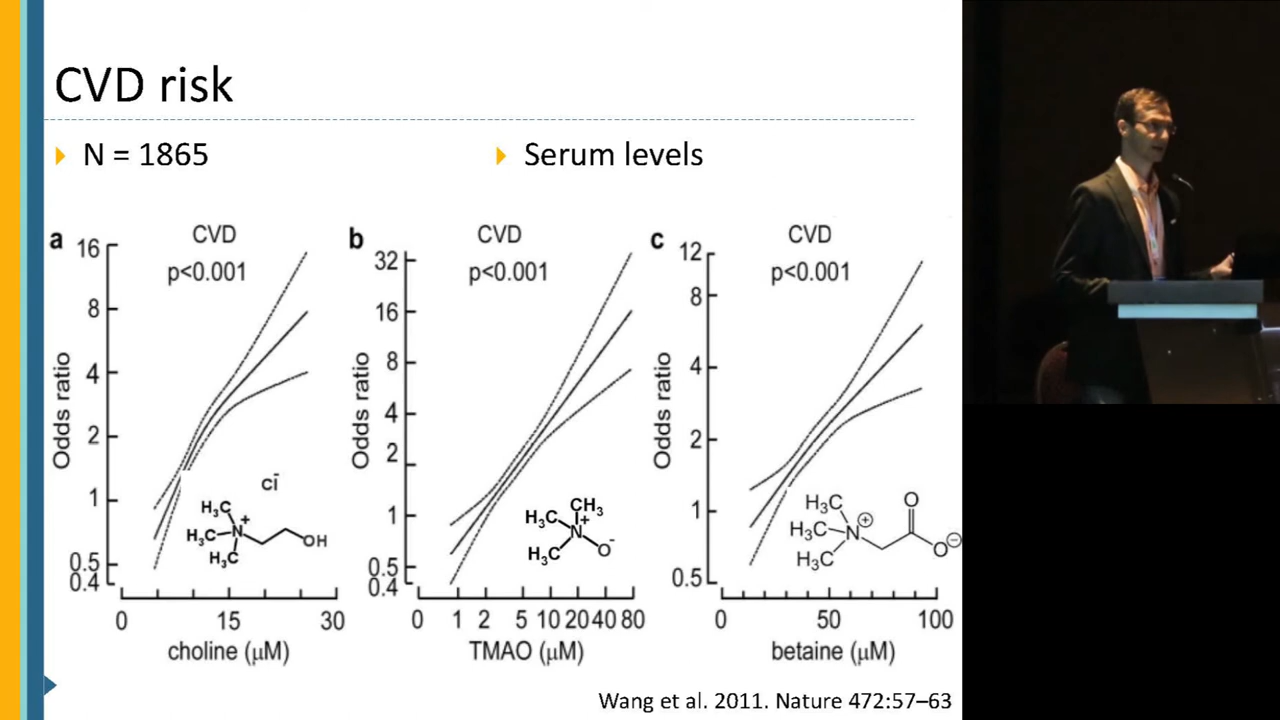 CVD risk
N = 1865
Serum levels
a
CVD
p<0.001
16
8
4
2
1
0.5
0.4
Odds ratio
0
15
30
choline (μM)
Cl-
H₃C
H₃C
H₃C
N+
OH
b
CVD
p<0.001
32
16
8
4
2
1
0.5
0.4
Odds ratio
0 1 2 5 10 20 40 80
TMAO (μM)
CH₃
H₃C
H₃C
N+
O-
c
CVD
p<0.001
12
8
4
2
1
0.5
Odds ratio
0
50
100
betaine (μM)
H₃C
H₃C
H₃C
N⊕
O
O⊖
Wang et al. 2011. Nature 472:57–63